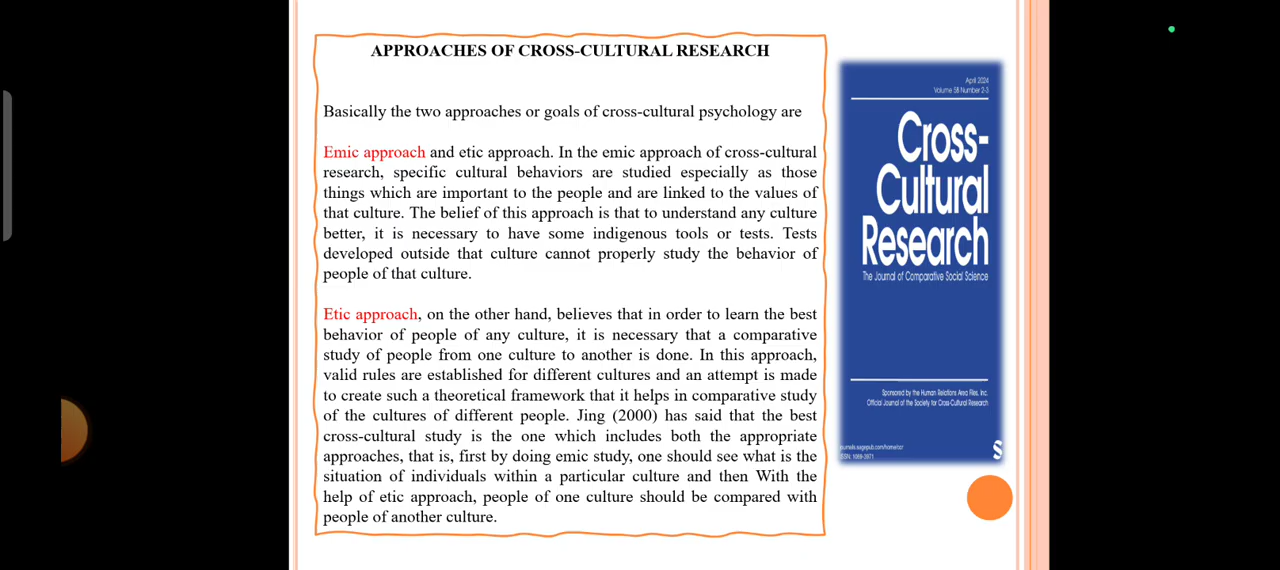 APPROACHES OF CROSS-CULTURAL RESEARCH
Basically the two approaches or goals of cross-cultural psychology are
Emic approach and etic approach. In the emic approach of cross-cultural
research, specific cultural behaviors are studied especially as those
things which are important to the people and are linked to the values of
that culture. The belief of this approach is that to understand any culture
better, it is necessary to have some indigenous tools or tests. Tests
developed outside that culture cannot properly study the behavior of
people of that culture.
Etic approach, on the other hand, believes that in order to learn the best
behavior of people of any culture, it is necessary that a comparative
study of people from one culture to another is done. In this approach,
valid rules are established for different cultures and an attempt is made
to create such a theoretical framework that it helps in comparative study
of the cultures of different people. Jing (2000) has said that the best
cross-cultural study is the one which includes both the appropriate
approaches, that is, first by doing emic study, one should see what is the
situation of individuals within a particular culture and then With the
help of etic approach, people of one culture should be compared with
people of another culture.
April 2024
Volume 58 Number 2-3
Cross-
Cultural
Research
The Journal of Comparative Social Science
Sponsored by the Human Relations Area Files, Inc.
Official Journal of the Society for Cross-Cultural Research
journals.sagepub.com/home/ccr
ISSN: 1069-3971
S